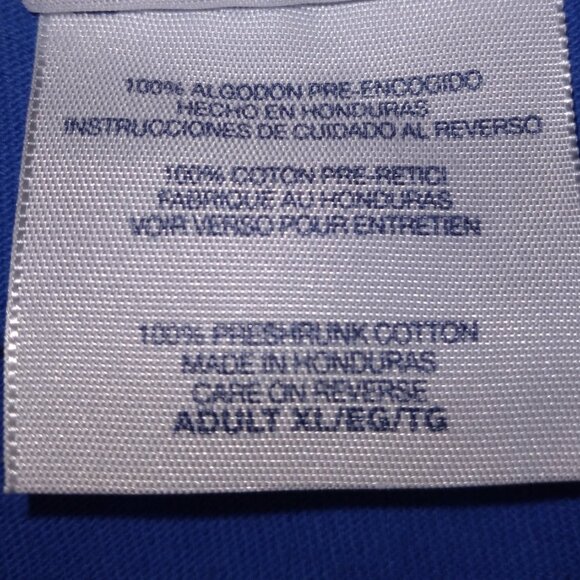 100% ALGODON PRE-ENCOGIDO
HECHO EN HONDURAS
INSTRUCCIONES DE CUIDADO AL REVERSO
100% COTON PRE-RETICI
FABRIQUE AU HONDURAS
VOIR VERSO POUR ENTRETIEN
100% PRESHRUNK COTTON
MADE IN HONDURAS
CARE ON REVERSE
ADULT XL/EG/TG